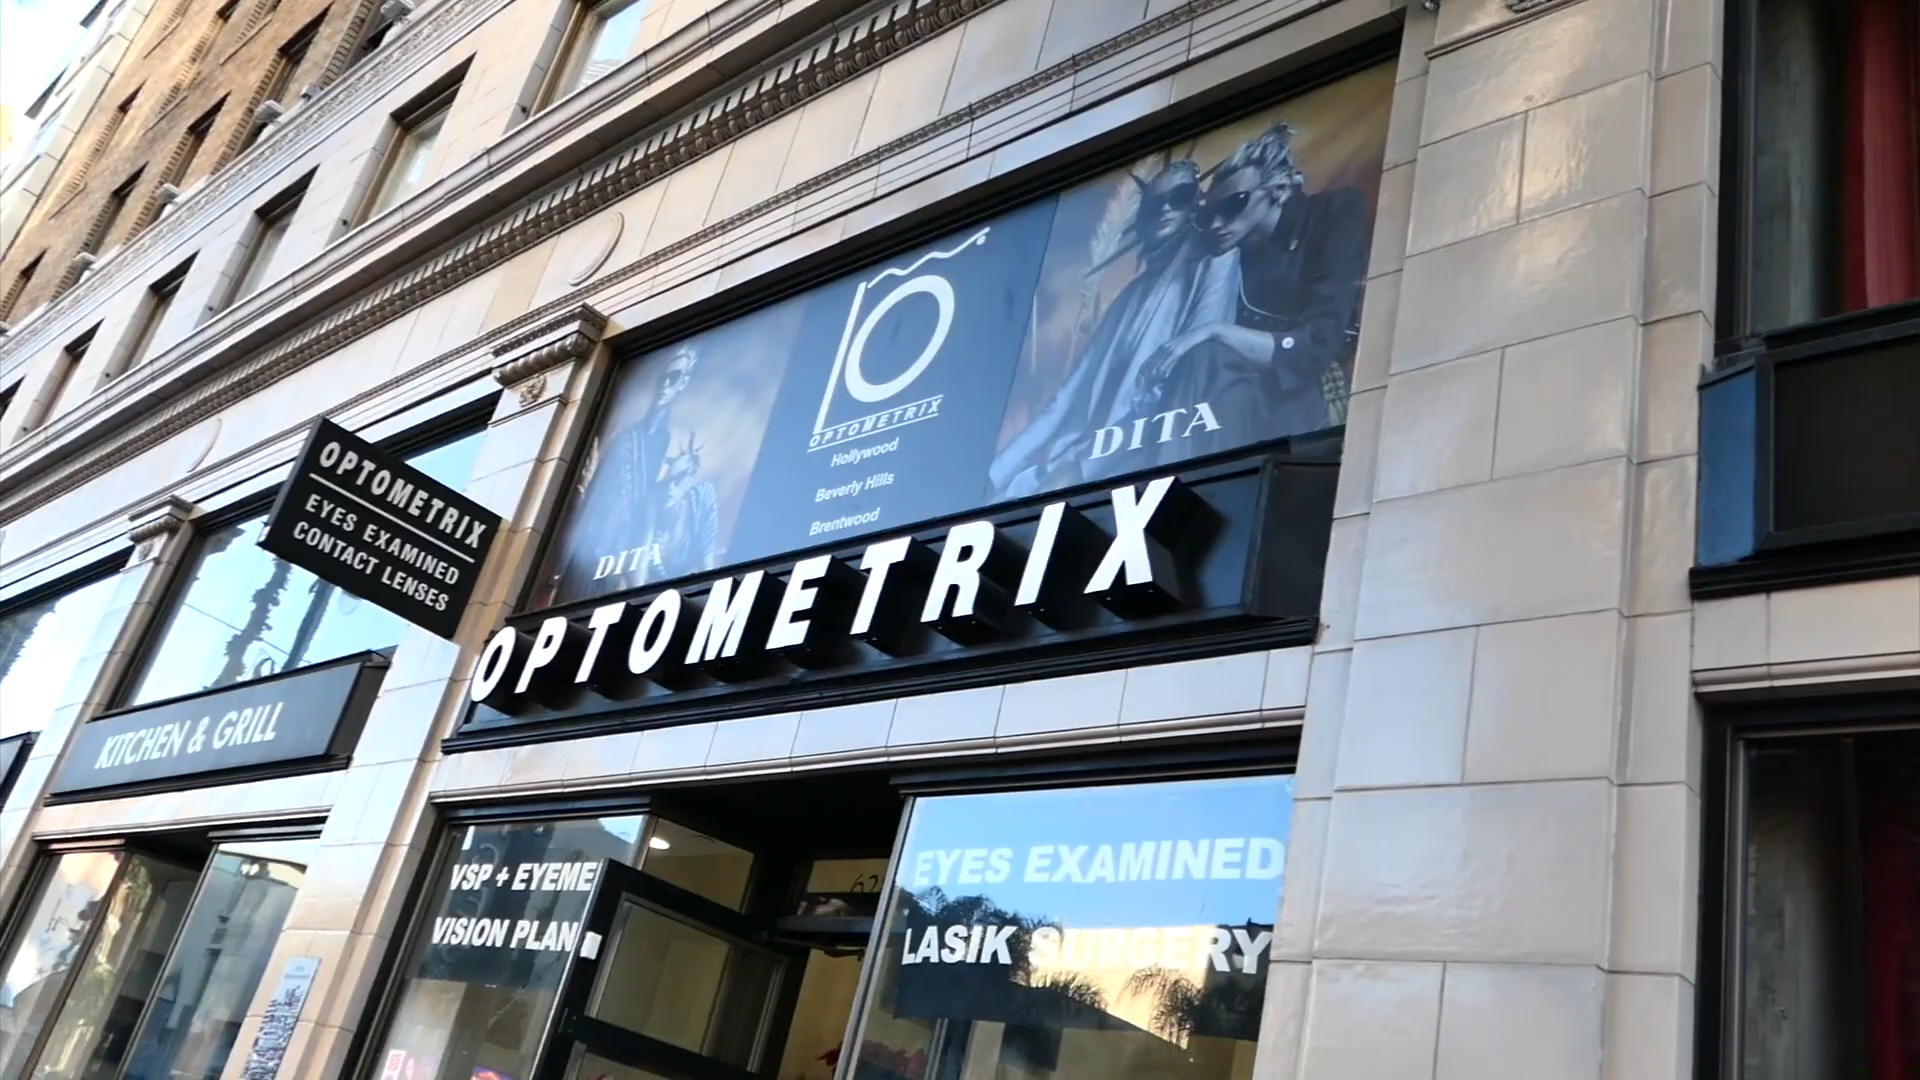 OPTOMETRIX
EYES EXAMINED
CONTACT LENSES
KITCHEN & GRILL
OPTOMETRIX
Hollywood
Beverly Hills
Brentwood
DITA
DITA
OPTOMETRIX
VSP + EYEME
VISION PLAN
EYES EXAMINED
LASIK SURGERY